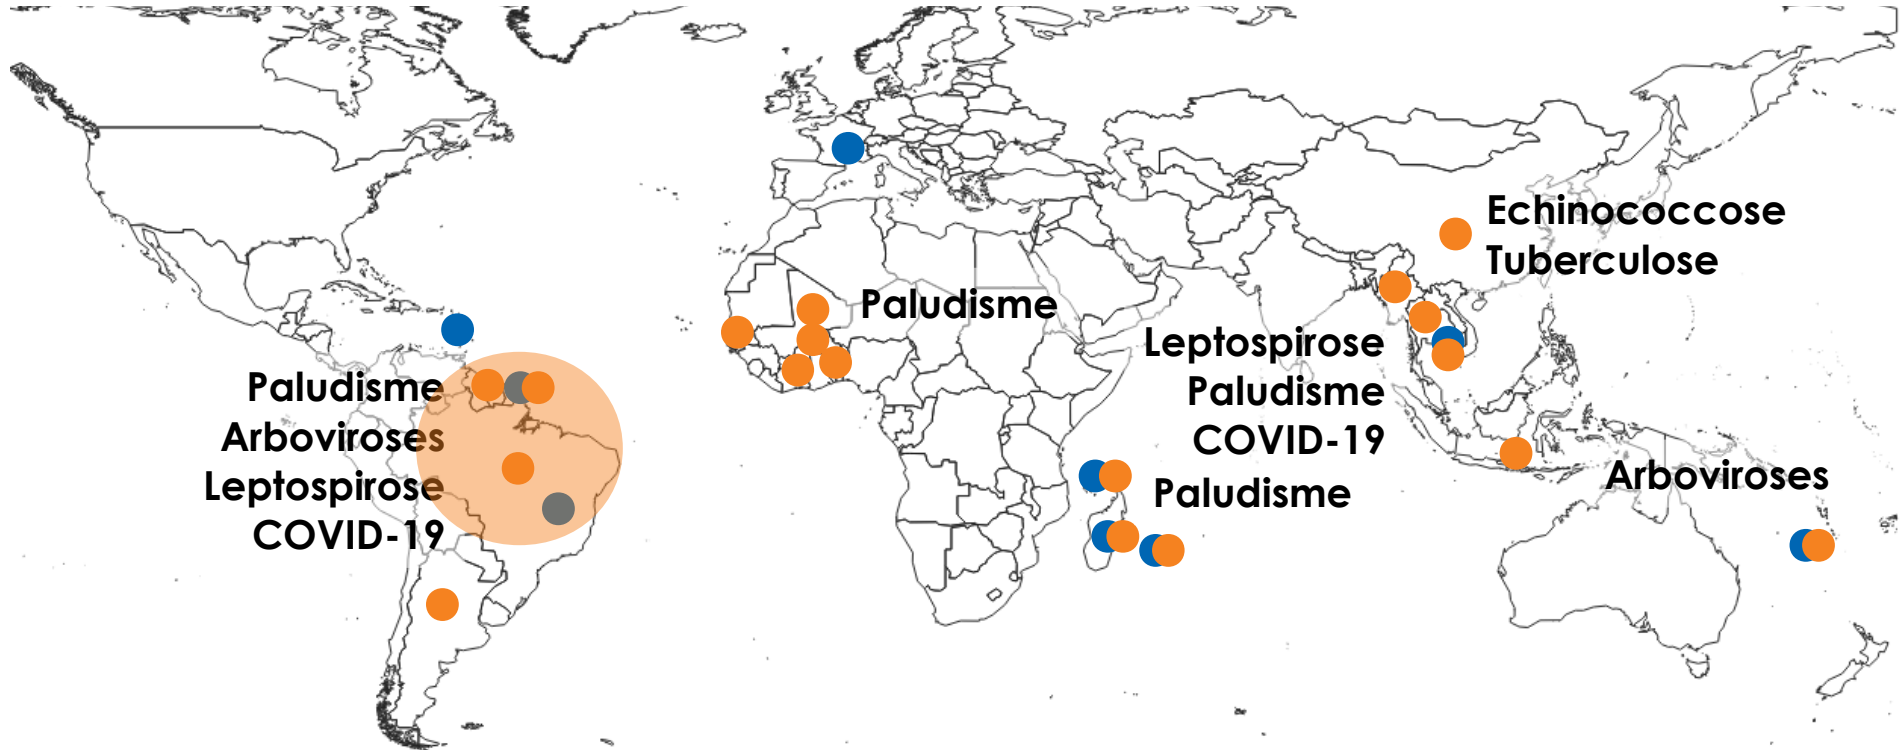 Echinococcose
Tuberculose
Paludisme
Leptospirose
Paludisme
COVID-19
Paludisme
Arboviroses
Leptospirose
COVID-19
Paludisme
Arboviroses